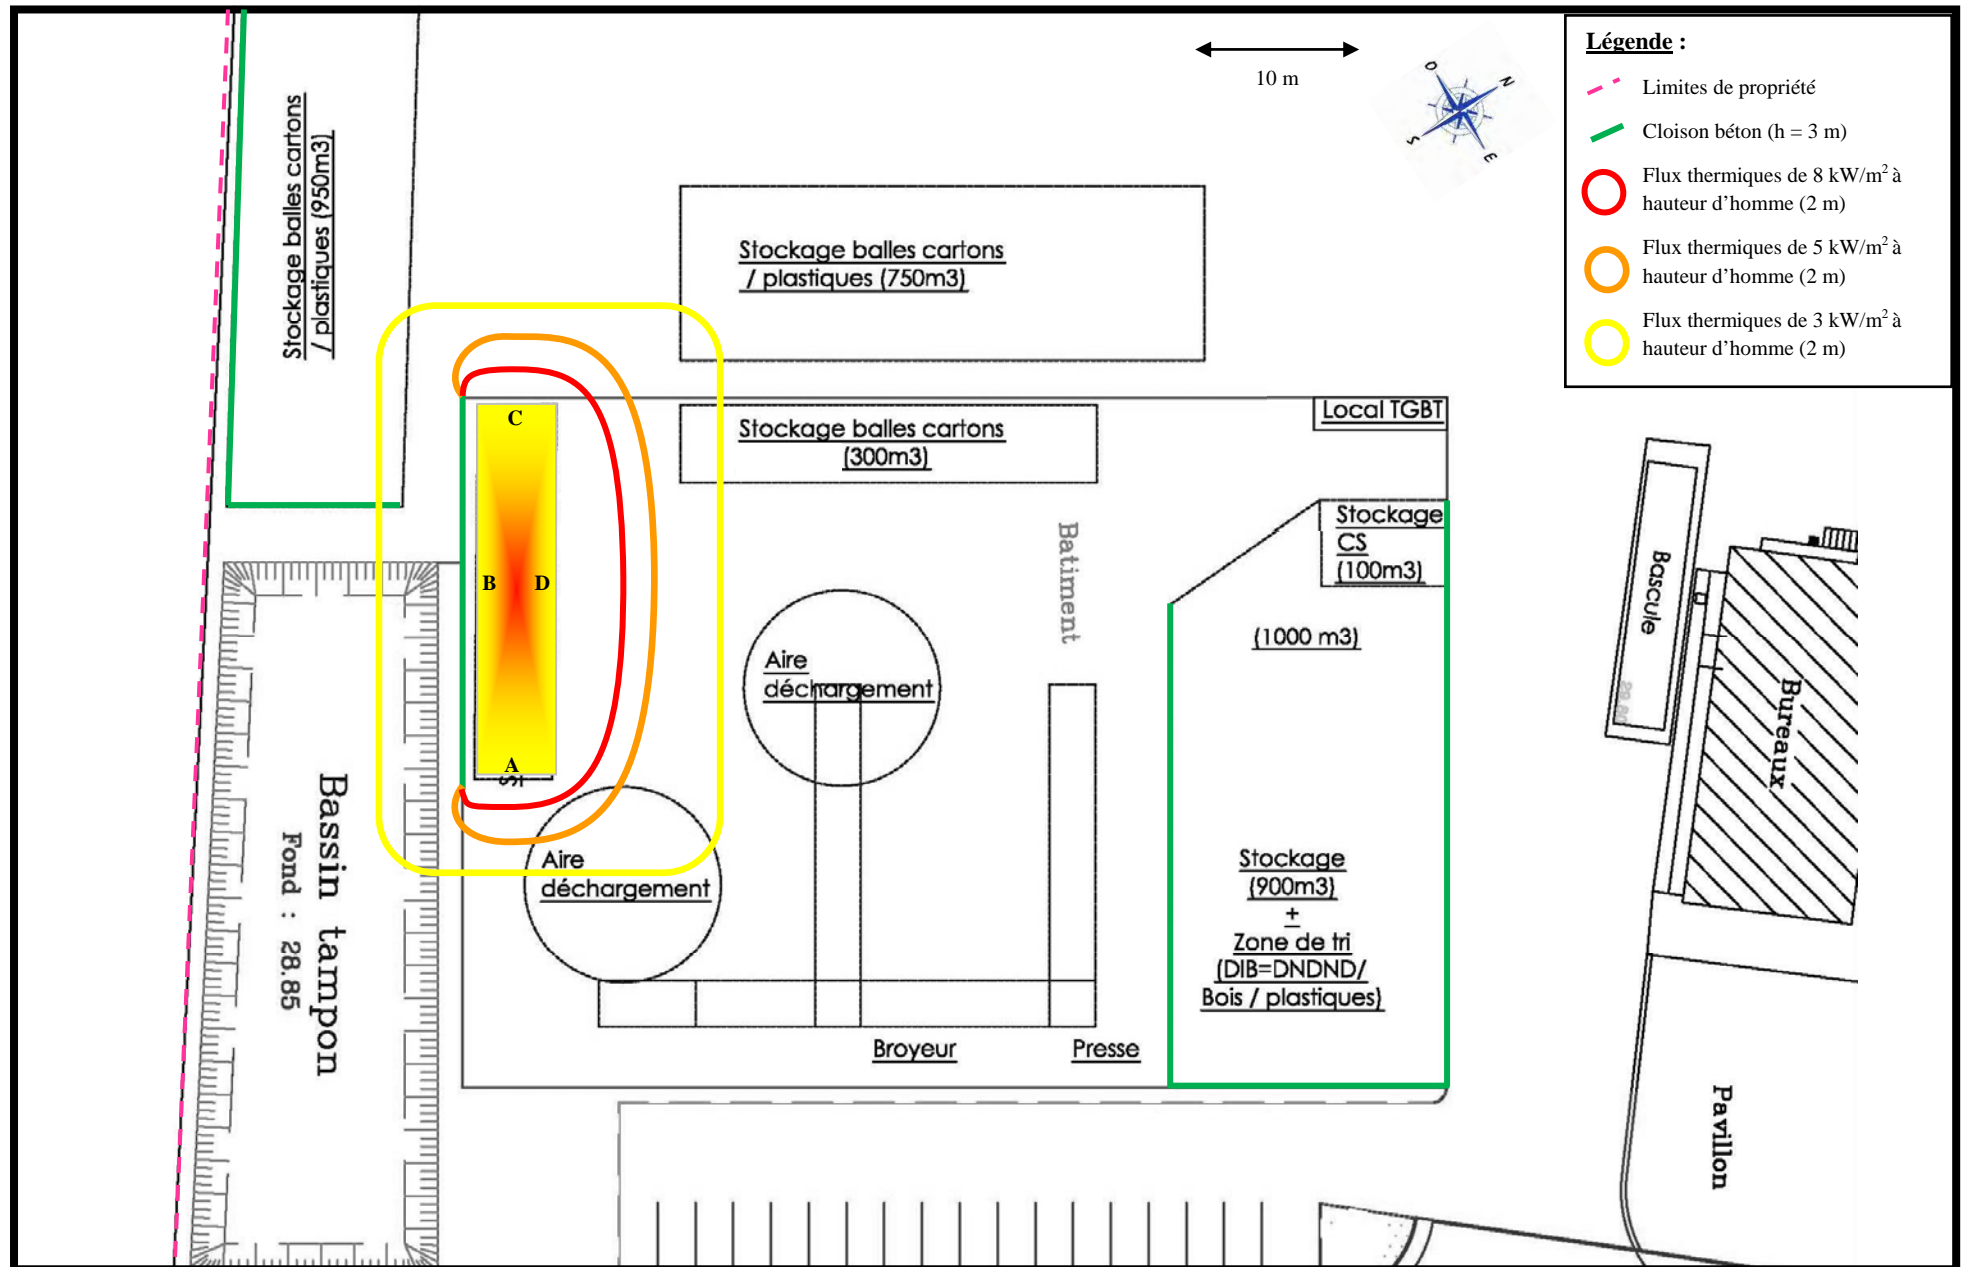 Légende :
Limites de propriété
Cloison béton (h = 3 m)
Flux thermiques de 8 kW/m² à
hauteur d'homme (2 m)
Flux thermiques de 5 kW/m² à
hauteur d'homme (2 m)
Flux thermiques de 3 kW/m² à
hauteur d'homme (2 m)
10 m
O
N
S
E
Stockage balles cartons
/ plastiques (950m3)
Stockage balles cartons
/ plastiques (750m3)
Stockage balles cartons
(300m3)
Local TGBT
Stockage
CS
(100m3)
(1000 m3)
C
B
D
A
Batiment
Aire
déchargement
Aire
déchargement
Stockage
(900m3)
+
Zone de tri
(DIB=DNDND/
Bois / plastiques)
Broyeur
Presse
Bassin tampon
Fond : 28.85
Bascule
Bureaux
Pavillon